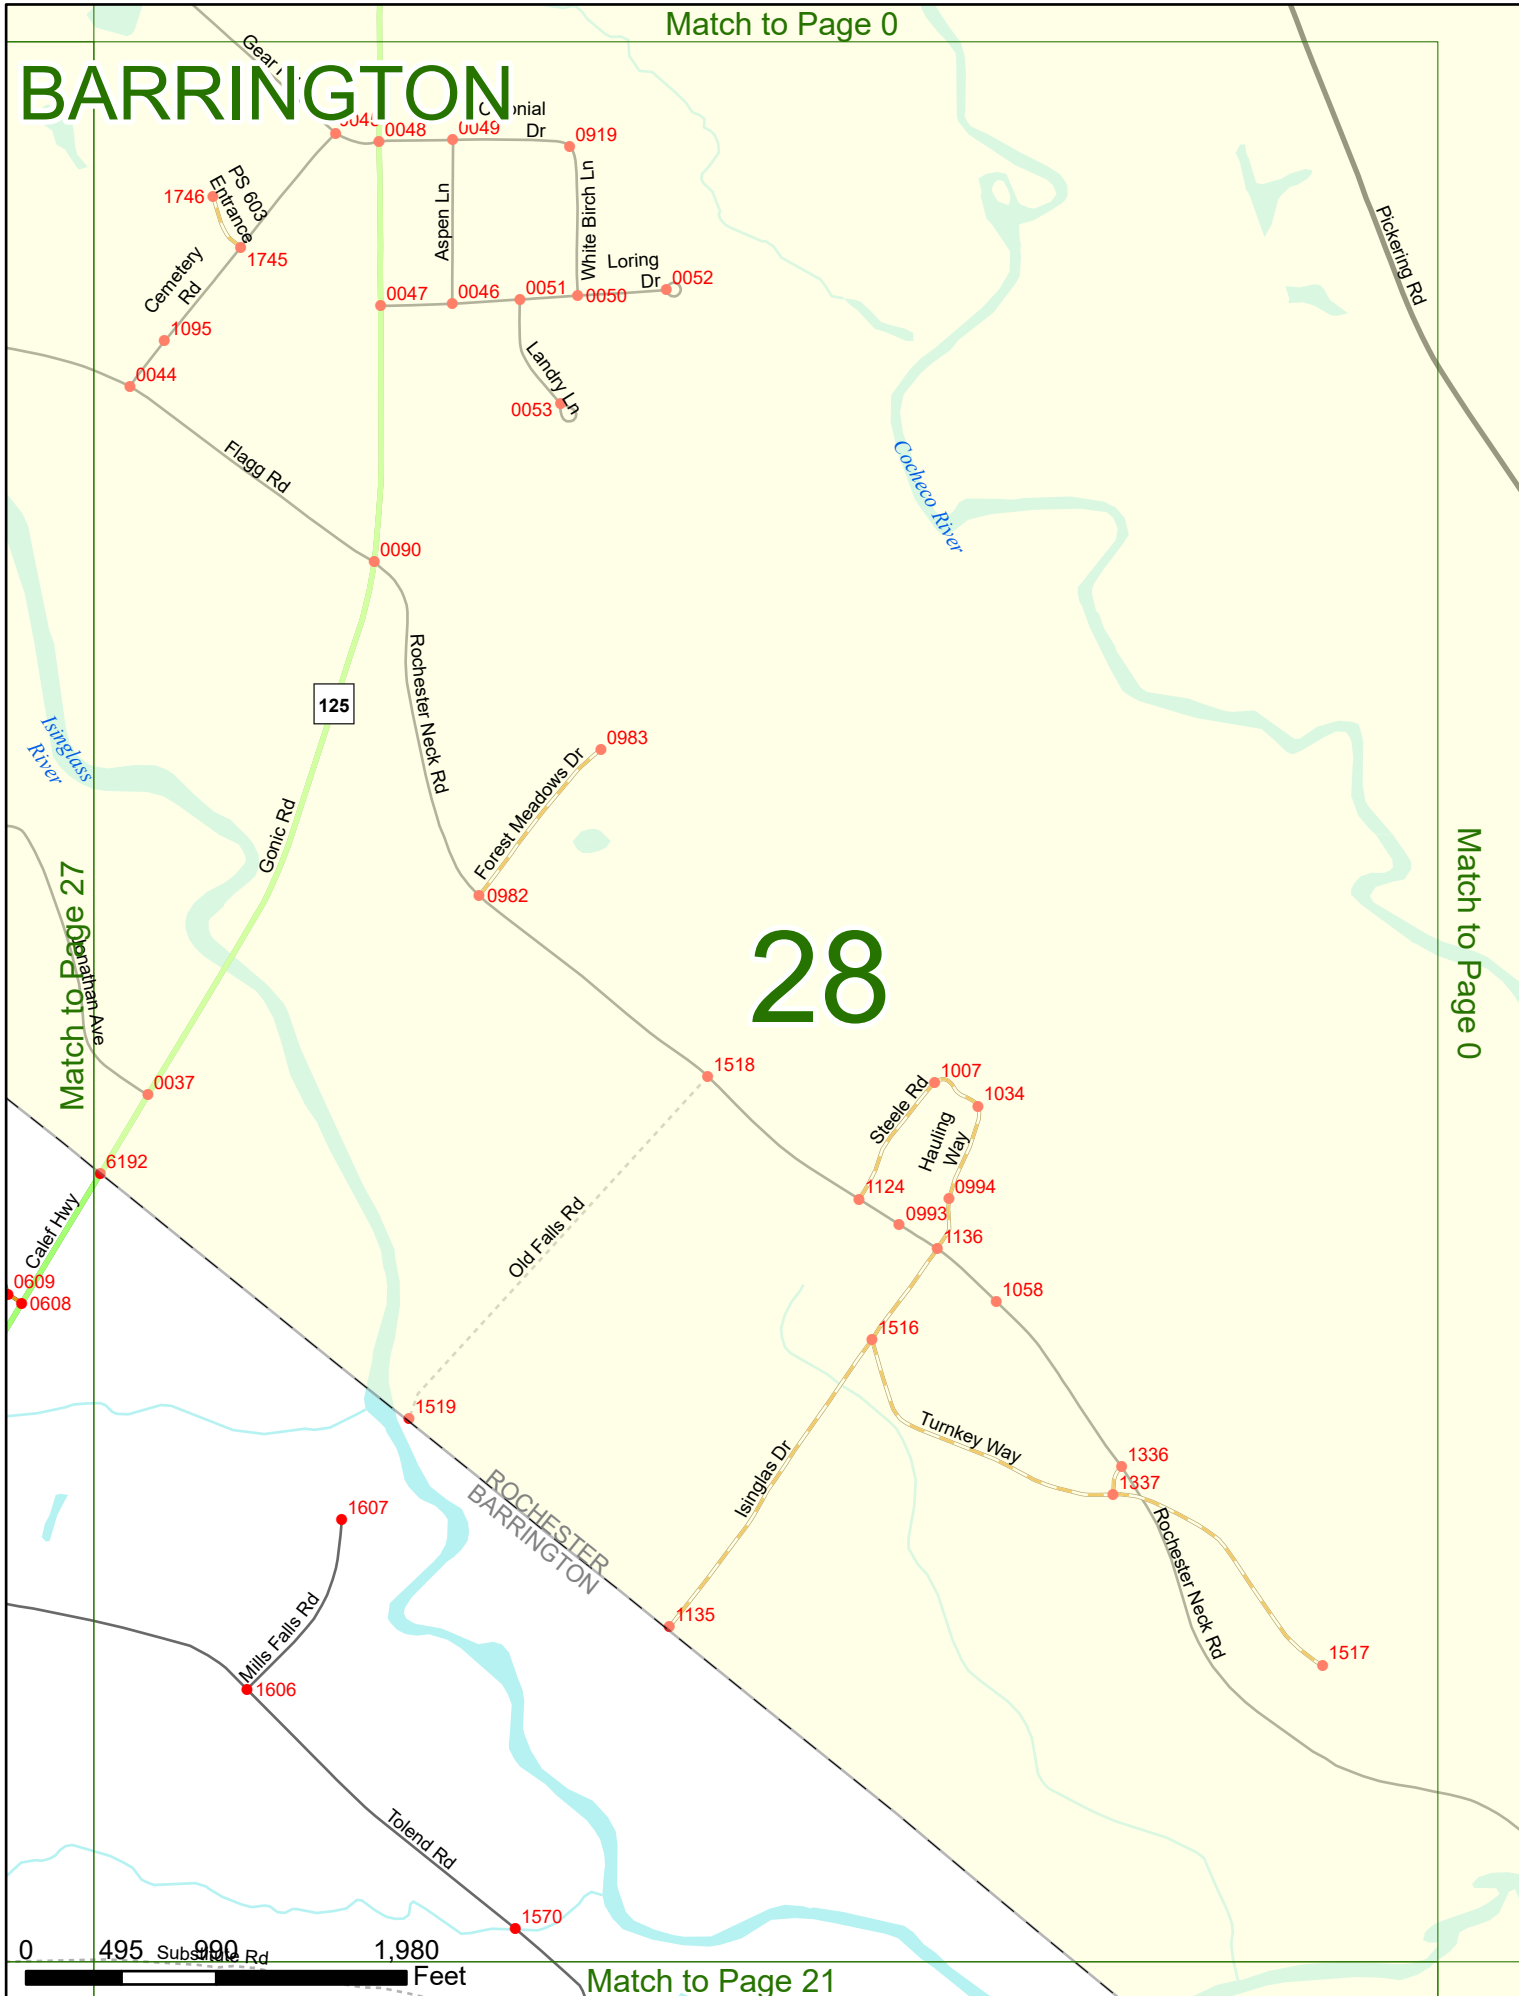 Match to Page 0
BARRINGTON
Dr
0048
0049
0919
PS 603
Entrance
1746
1745
Aspen Ln
White Birch Ln
Loring
Dr
0052
Cemetery
Rd
0047
0046
0051
0050
1095
0044
Landry Ln
0053
Pickering Rd
Flagg Rd
Cocheco River
0090
Rochester Neck Rd
125
Isinglass
River
0983
Forest Meadows Dr
Gonic Rd
0982
28
Match to Page 27
Jonathan Ave
Match to Page 0
1518
1007
1034
Steele Rd
Hauling
Way
0037
6192
1124
0994
0993
1136
Calef Hwy
Old Falls Rd
0609
0608
1058
1516
1519
Turnkey Way
Isinglas Dr
1336
1337
ROCHESTER
BARRINGTON
1607
Rochester Neck Rd
1135
Mills Falls Rd
1517
1606
Tolend Rd
1570
0 495 990 1,980
Substitute Rd
Feet
Match to Page 21